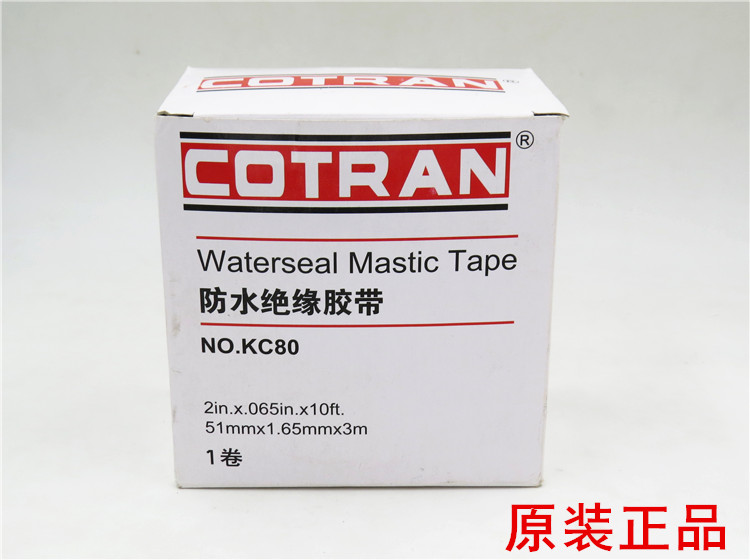 COTRAN®
COTRAN®
Waterseal Mastic Tape
防水绝缘胶带
NO.KC80
2in.x.065in.x10ft.
51mmx1.65mmx3m
1卷
原装正品